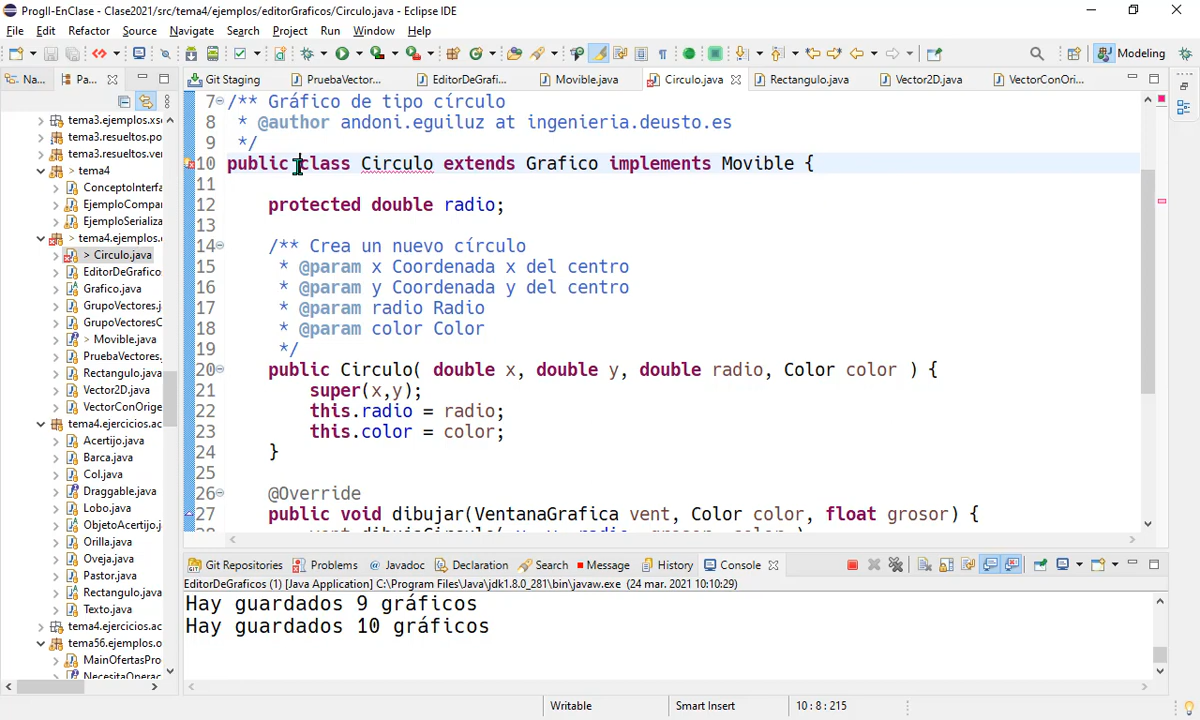 ProgII-EnClase - Clase2021/src/tema4/ejemplos/editorGraficos/Circulo.java - Eclipse IDE
File Edit Refactor Source Navigate Search Project Run Window Help
Modeling
Na... Pa...
Git Staging PruebaVector... EditorDeGrafi... Movible.java Circulo.java Rectangulo.java Vector2D.java VectorConOri...
tema3.ejemplos.xs
tema3.resueltos.po
tema3.resueltos.ver
> tema4
ConceptoInterfa
EjemploCompar
EjemploSerializa
> tema4.ejemplos.
> Circulo.java
EditorDeGrafico
Grafico.java
GrupoVectores.j
GrupoVectoresC
> Movible.java
PruebaVectores.
Rectangulo.java
Vector2D.java
VectorConOrige
tema4.ejercicios.ac
Acertijo.java
Barca.java
Col.java
Draggable.java
Lobo.java
ObjetoAcertijo.j
Orilla.java
Oveja.java
Pastor.java
Rectangulo.java
Texto.java
tema4.ejercicios.ac
tema56.ejemplos.o
MainOfertasPro
NecesitaOperac
7 /** Gráfico de tipo círculo
8 * @author andoni.eguiluz at ingenieria.deusto.es
9 */
10 public class Circulo extends Grafico implements Movible {
11
12 protected double radio;
13
14 /** Crea un nuevo círculo
15 * @param x Coordenada x del centro
16 * @param y Coordenada y del centro
17 * @param radio Radio
18 * @param color Color
19 */
20 public Circulo( double x, double y, double radio, Color color ) {
21 super(x,y);
22 this.radio = radio;
23 this.color = color;
24 }
25
26 @Override
27 public void dibujar(VentanaGrafica vent, Color color, float grosor) {
Git Repositories Problems @ Javadoc Declaration Search Message History Console
EditorDeGraficos (1) [Java Application] C:\Program Files\Java\jdk1.8.0_281\bin\javaw.exe (24 mar. 2021 10:10:29)
Hay guardados 9 gráficos
Hay guardados 10 gráficos
Writable Smart Insert 10 : 8 : 215